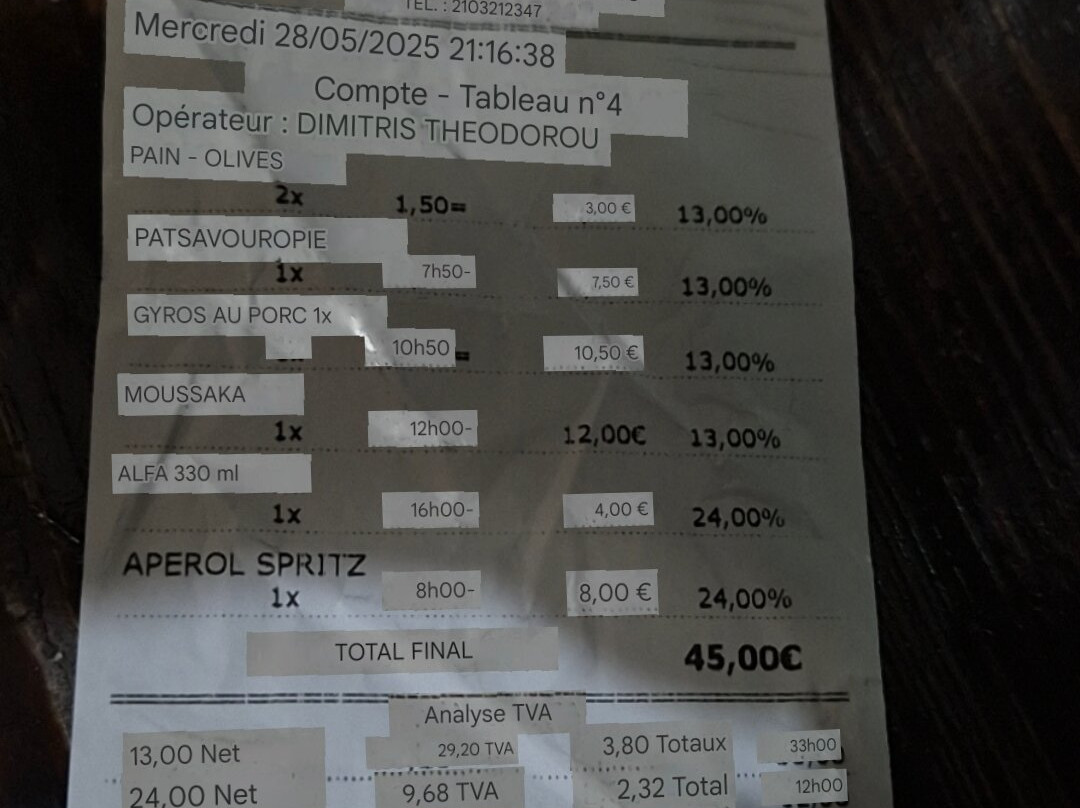 TEL. : 2103212347
Mercredi 28/05/2025 21:16:38
Compte - Tableau n°4
Opérateur : DIMITRIS THEODOROU
PAIN - OLIVES
2x 1,50= 3,00 € 13,00%
PATSAVOUROPIE
1x 7h50- 7,50 € 13,00%
GYROS AU PORC 1x
10h50 = 10,50 € 13,00%
MOUSSAKA
1x 12h00- 12,00€ 13,00%
ALFA 330 ml
1x 16h00- 4,00 € 24,00%
APEROL SPRITZ
1x 8h00- 8,00 € 24,00%
TOTAL FINAL 45,00€
Analyse TVA
13,00 Net 29,20 TVA 3,80 Totaux 33h00
24,00 Net 9,68 TVA 2,32 Total 12h00